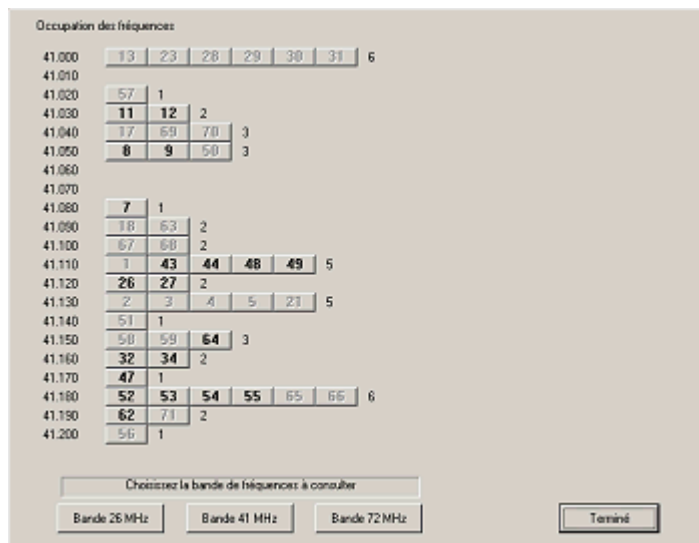 Occupation des fréquences
41.000 13 23 28 29 30 31 6
41.010
41.020 57 1
41.030 11 12 2
41.040 17 69 70 3
41.050 8 9 50 3
41.060
41.070
41.080 7 1
41.090 18 63 2
41.100 67 68 2
41.110 1 43 44 48 49 5
41.120 26 27 2
41.130 2 3 4 5 21 5
41.140 51 1
41.150 58 59 64 3
41.160 32 34 2
41.170 47 1
41.180 52 53 54 55 65 66 6
41.190 62 71 2
41.200 56 1
Choisissez la bande de fréquences à consulter
Bande 26 MHz Bande 41 MHz Bande 72 MHz Terminé